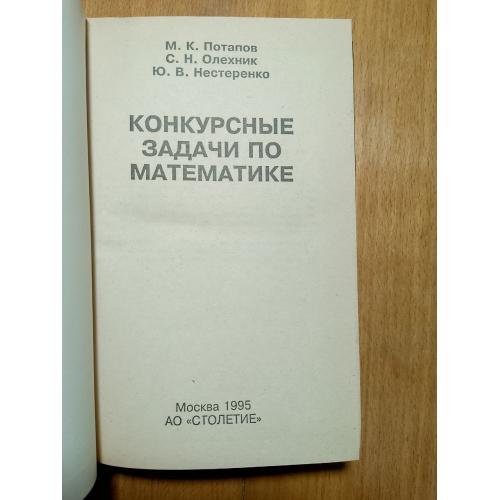 М. К. Потапов
С. Н. Олехник
Ю. В. Нестеренко
КОНКУРСНЫЕ
ЗАДАЧИ ПО
МАТЕМАТИКЕ
Москва 1995
АО «СТОЛЕТИЕ»